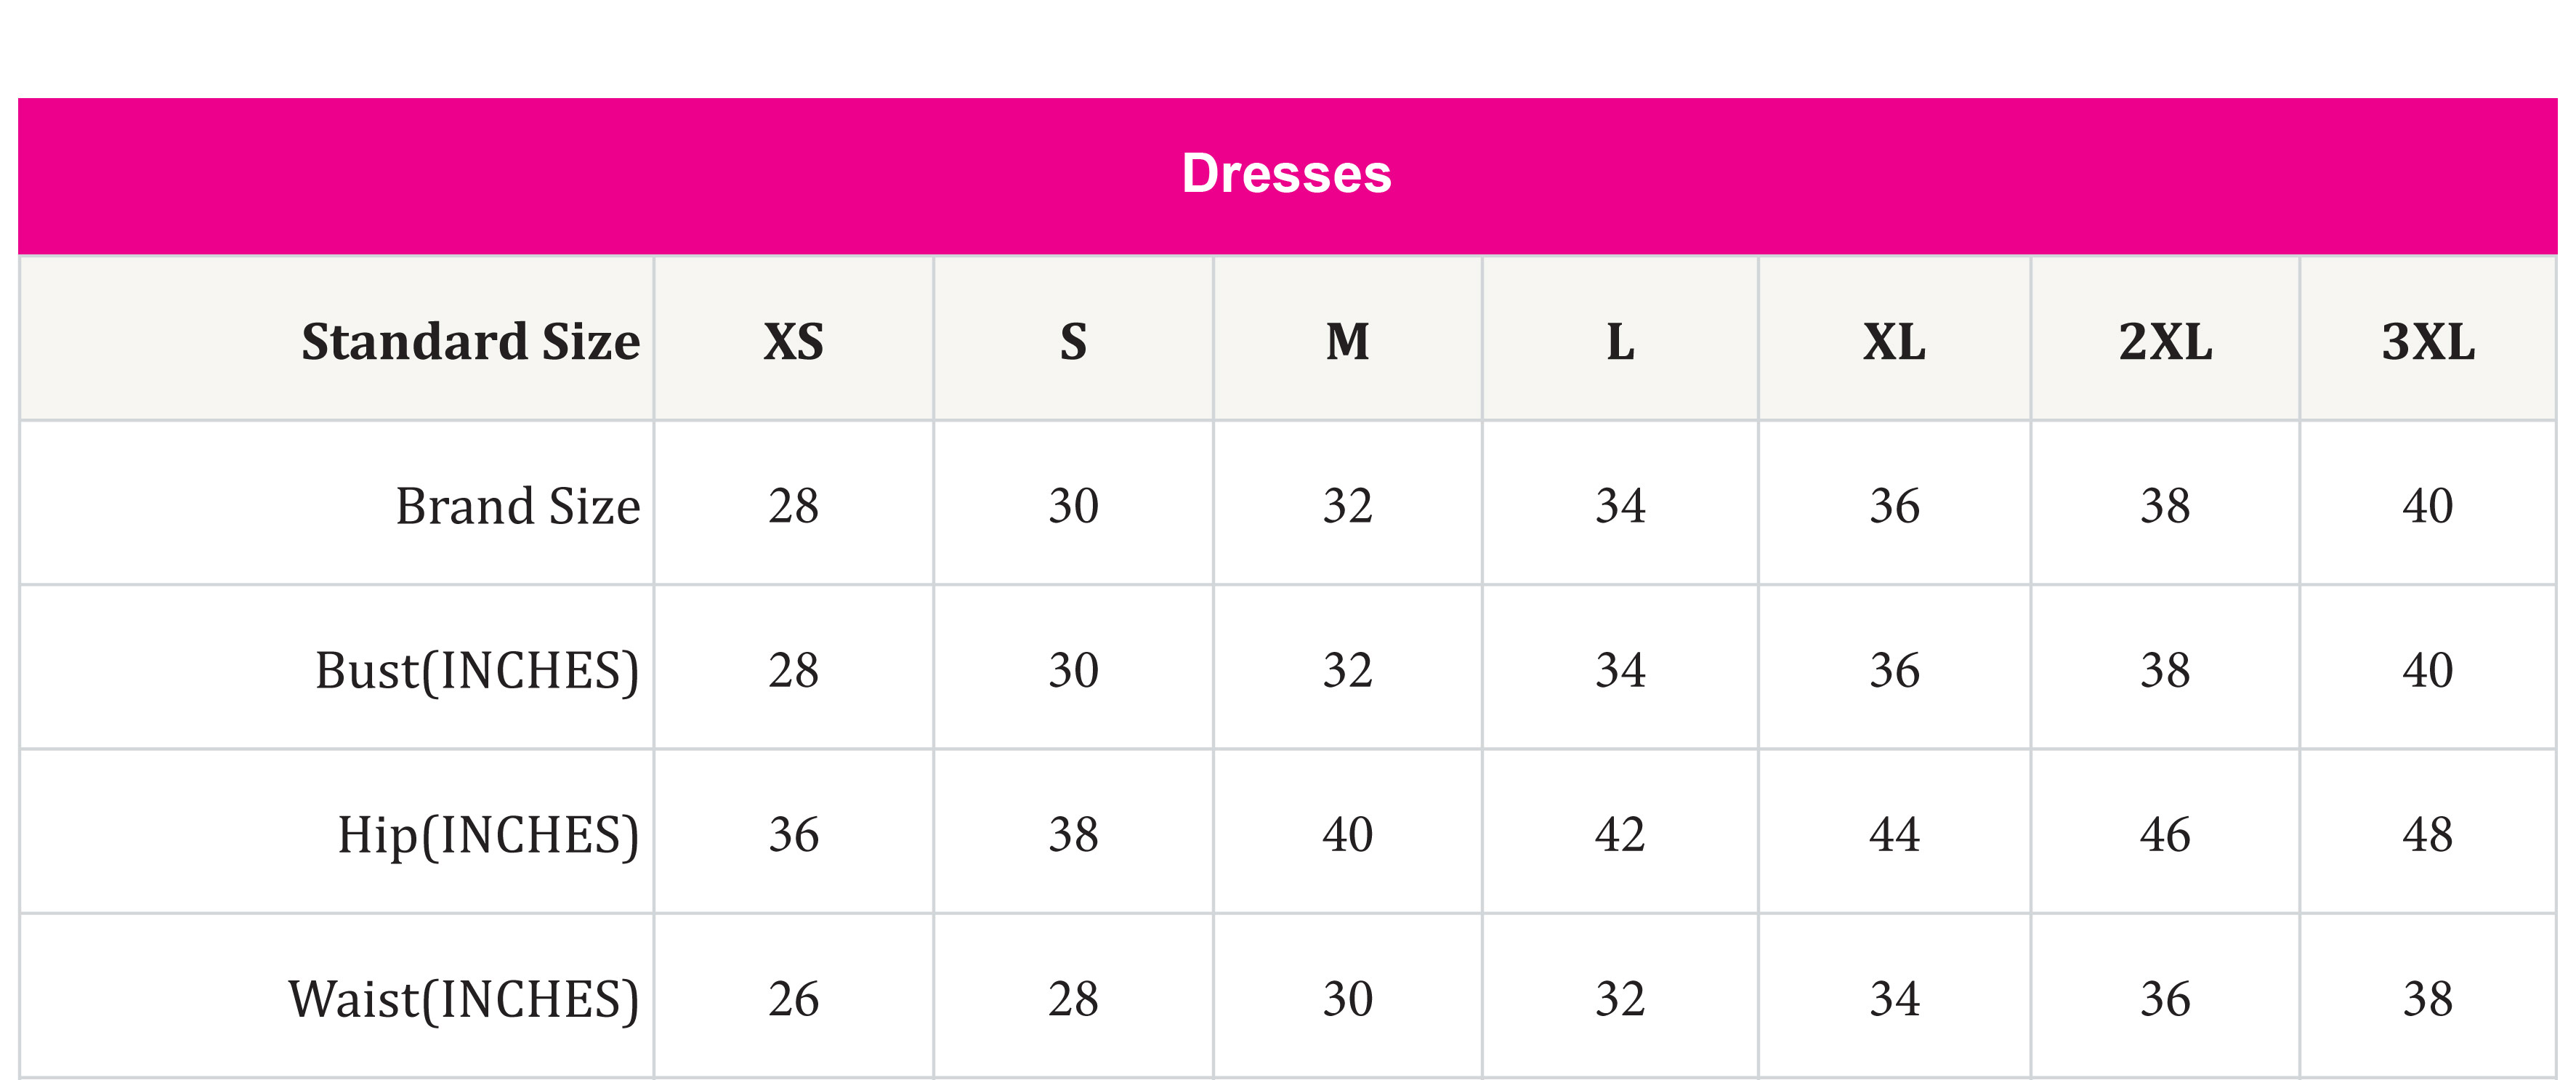 Dresses
Standard Size XS S M L XL 2XL 3XL
Brand Size 28 30 32 34 36 38 40
Bust(INCHES) 28 30 32 34 36 38 40
Hip(INCHES) 36 38 40 42 44 46 48
Waist(INCHES) 26 28 30 32 34 36 38